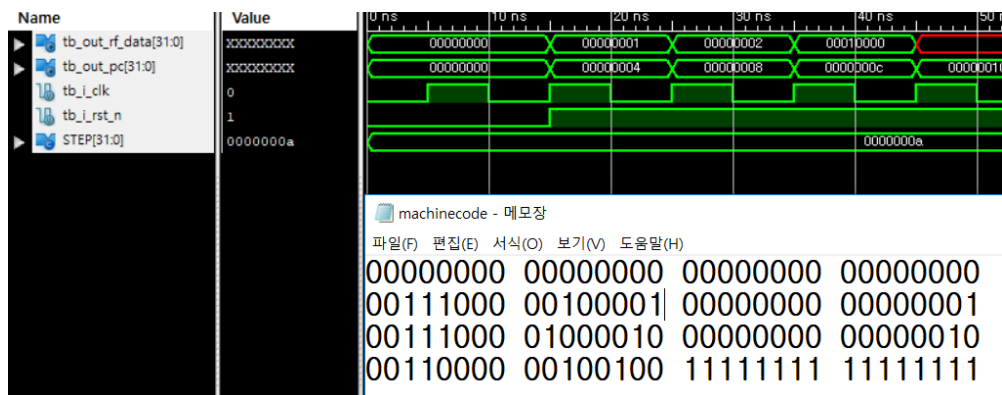 Name Value 0 ns 10 ns 20 ns 30 ns 40 ns 50
tb_out_rf_data[31:0] XXXXXXXX 00000000 00000001 00000002 00010000
tb_out_pc[31:0] XXXXXXXX 00000000 00000004 00000008 0000000c 00000010
tb_i_clk 0
tb_i_rst_n 1
STEP[31:0] 0000000a 0000000a
machinecode - 메모장
파일(F) 편집(E) 서식(O) 보기(V) 도움말(H)
00000000 00000000 00000000 00000000
00111000 00100001 00000000 00000001
00111000 01000010 00000000 00000010
00110000 00100100 11111111 11111111